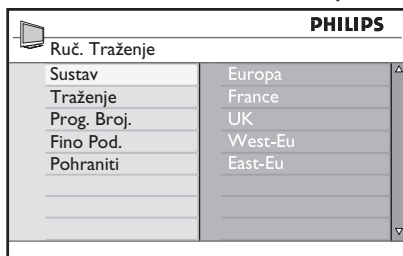 PHILIPS
Ruč. Traženje
Sustav
Traženje
Prog. Broj.
Fino Pod.
Pohraniti
Europa
France
UK
West-Eu
East-Eu